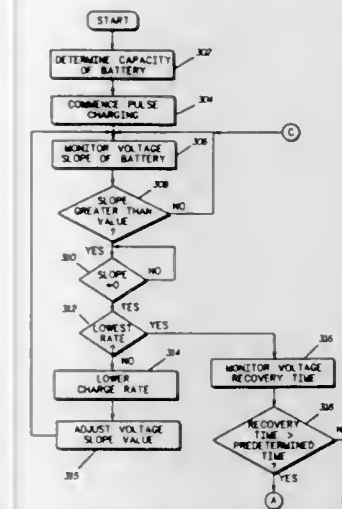 START
DETERMINE CAPACITY
OF BATTERY
302
COMMENCE PULSE
CHARGING
304
C
MONITOR VOLTAGE
SLOPE OF BATTERY
306
308
SLOPE
GREATER THAN
VALUE
?
NO
YES
310
SLOPE
=0
NO
YES
312
LOWEST
RATE
?
YES
NO
314
LOWER
CHARGE RATE
316
MONITOR VOLTAGE
RECOVERY TIME
318
RECOVERY
TIME >
PREDETERMINED
TIME
?
ADJUST VOLTAGE
SLOPE VALUE
315
YES
A